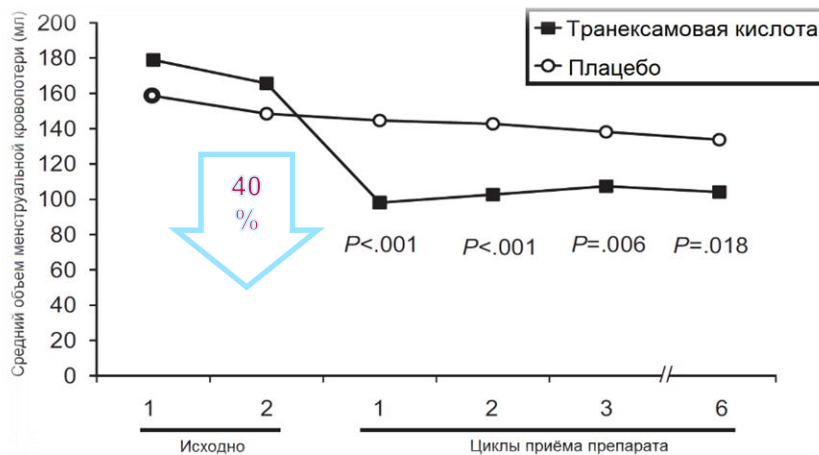 Средний объем менструальной кровопотери (мл)
200
180
160
140
120
100
80
60
40
20
0
Транексамовая кислота
Плацебо
40
%
P<.001
P<.001
P=.006
P=.018
1
2
1
2
3
6
Исходно
Циклы приёма препарата